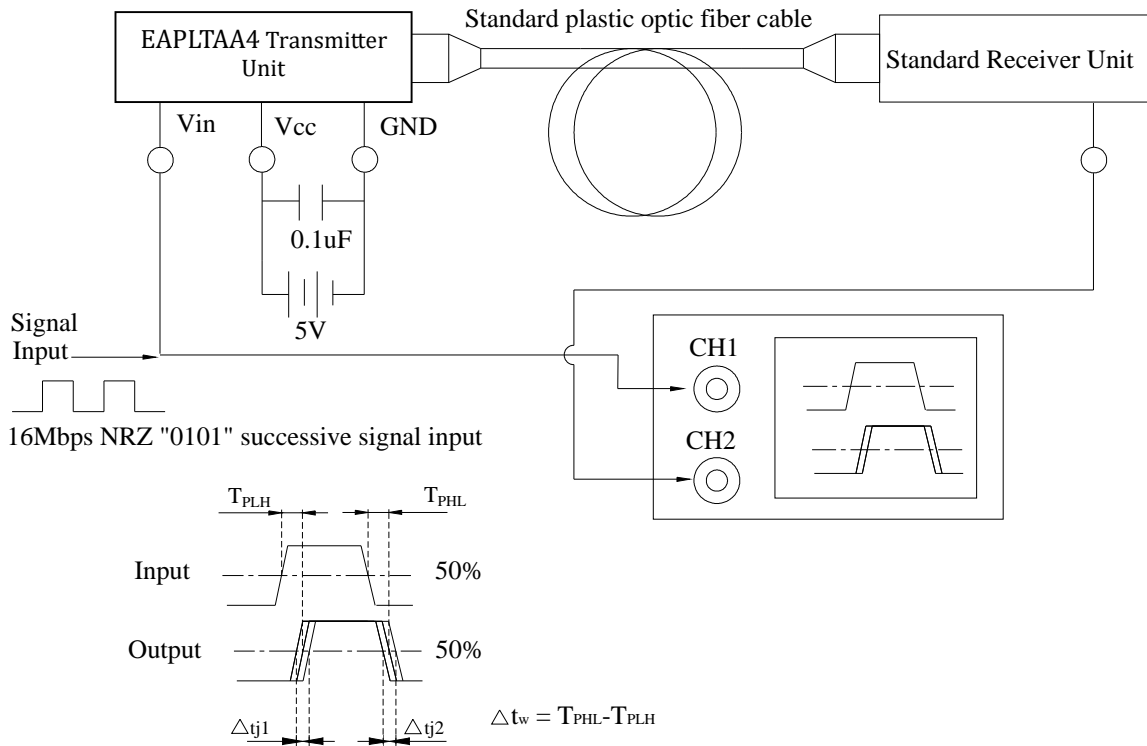 Standard plastic optic fiber cable
EAPLTAA4 Transmitter
Unit
Standard Receiver Unit
Vin
Vcc
GND
0.1uF
5V
Signal
Input
16Mbps NRZ "0101" successive signal input
CH1
CH2
TPLH
TPHL
Input
50%
Output
50%
△tj1
△tj2
△tw = TPHL-TPLH